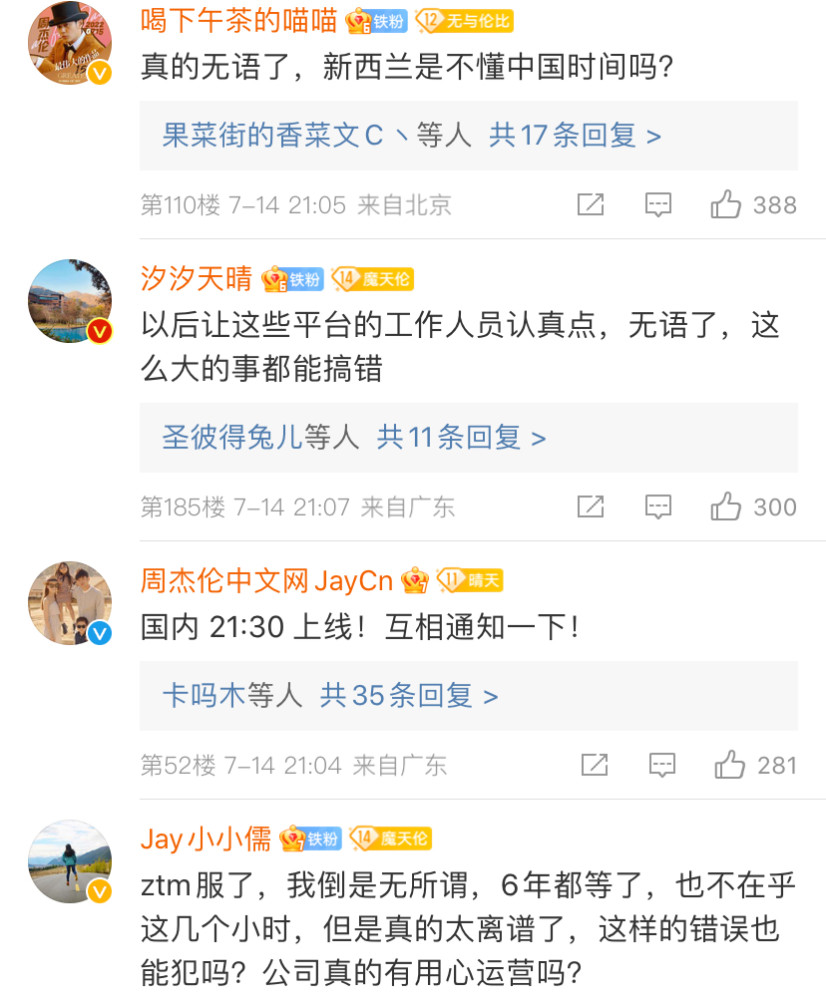 喝下午茶的喵喵 6 铁粉 12 无与伦比
真的无语了，新西兰是不懂中国时间吗？
果菜街的香菜文C丶等人 共17条回复 >
第110楼 7-14 21:05 来自北京 388
汐汐天晴 6 铁粉 14 魔天伦
以后让这些平台的工作人员认真点，无语了，这
么大的事都能搞错
圣彼得兔儿等人 共11条回复 >
第185楼 7-14 21:07 来自广东 300
周杰伦中文网JayCn 7 11 晴天
国内 21:30 上线！互相通知一下！
卡吗木等人 共35条回复 >
第52楼 7-14 21:04 来自广东 281
Jay小小儒 7 铁粉 14 魔天伦
ztm服了，我倒是无所谓，6年都等了，也不在乎
这几个小时，但是真的太离谱了，这样的错误也
能犯吗？公司真的有用心运营吗？